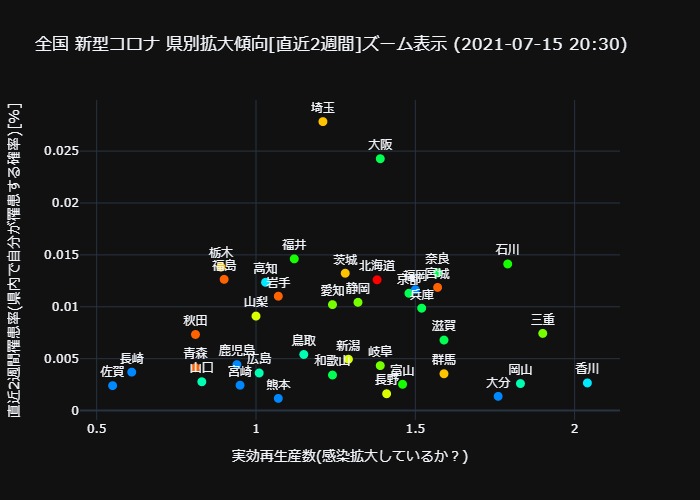 全国 新型コロナ 県別拡大傾向[直近2週間]ズーム表示 (2021-07-15 20:30)
直近2週間罹患率(県内で自分が罹患する確率)[%]
0.025
0.02
0.015
0.01
0.005
0
埼玉
大阪
石川
福井
奈良
栃木
茨城
北海道
福島
高知
福岡
宮城
岩手
京都
愛知
静岡
兵庫
山梨
秋田
三重
滋賀
鳥取
新潟
岐阜
青森
長崎
鹿児島
広島
和歌山
群馬
佐賀
山口
宮崎
富山
岡山
香川
熊本
長野
大分
0.5
1
1.5
2
実効再生産数(感染拡大しているか？)